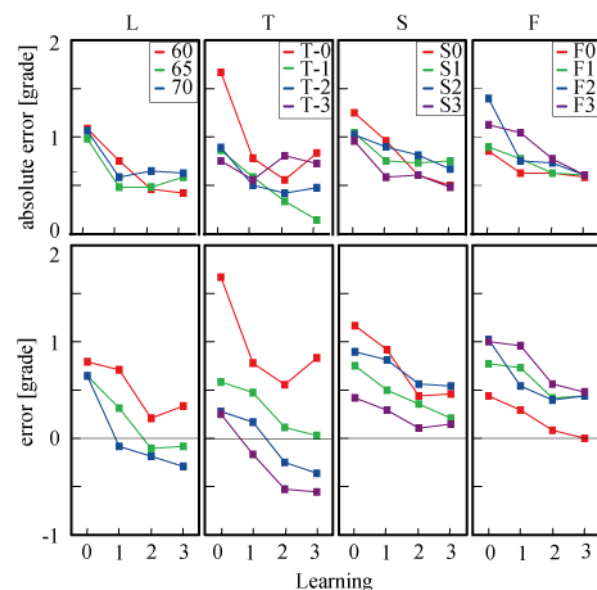 L T S F
2
1
0
absolute error [grade]
60
65
70
T-0
T-1
T-2
T-3
S0
S1
S2
S3
F0
F1
F2
F3
2
1
0
-1
error [grade]
0 1 2 3 0 1 2 3 0 1 2 3 0 1 2 3
Learning